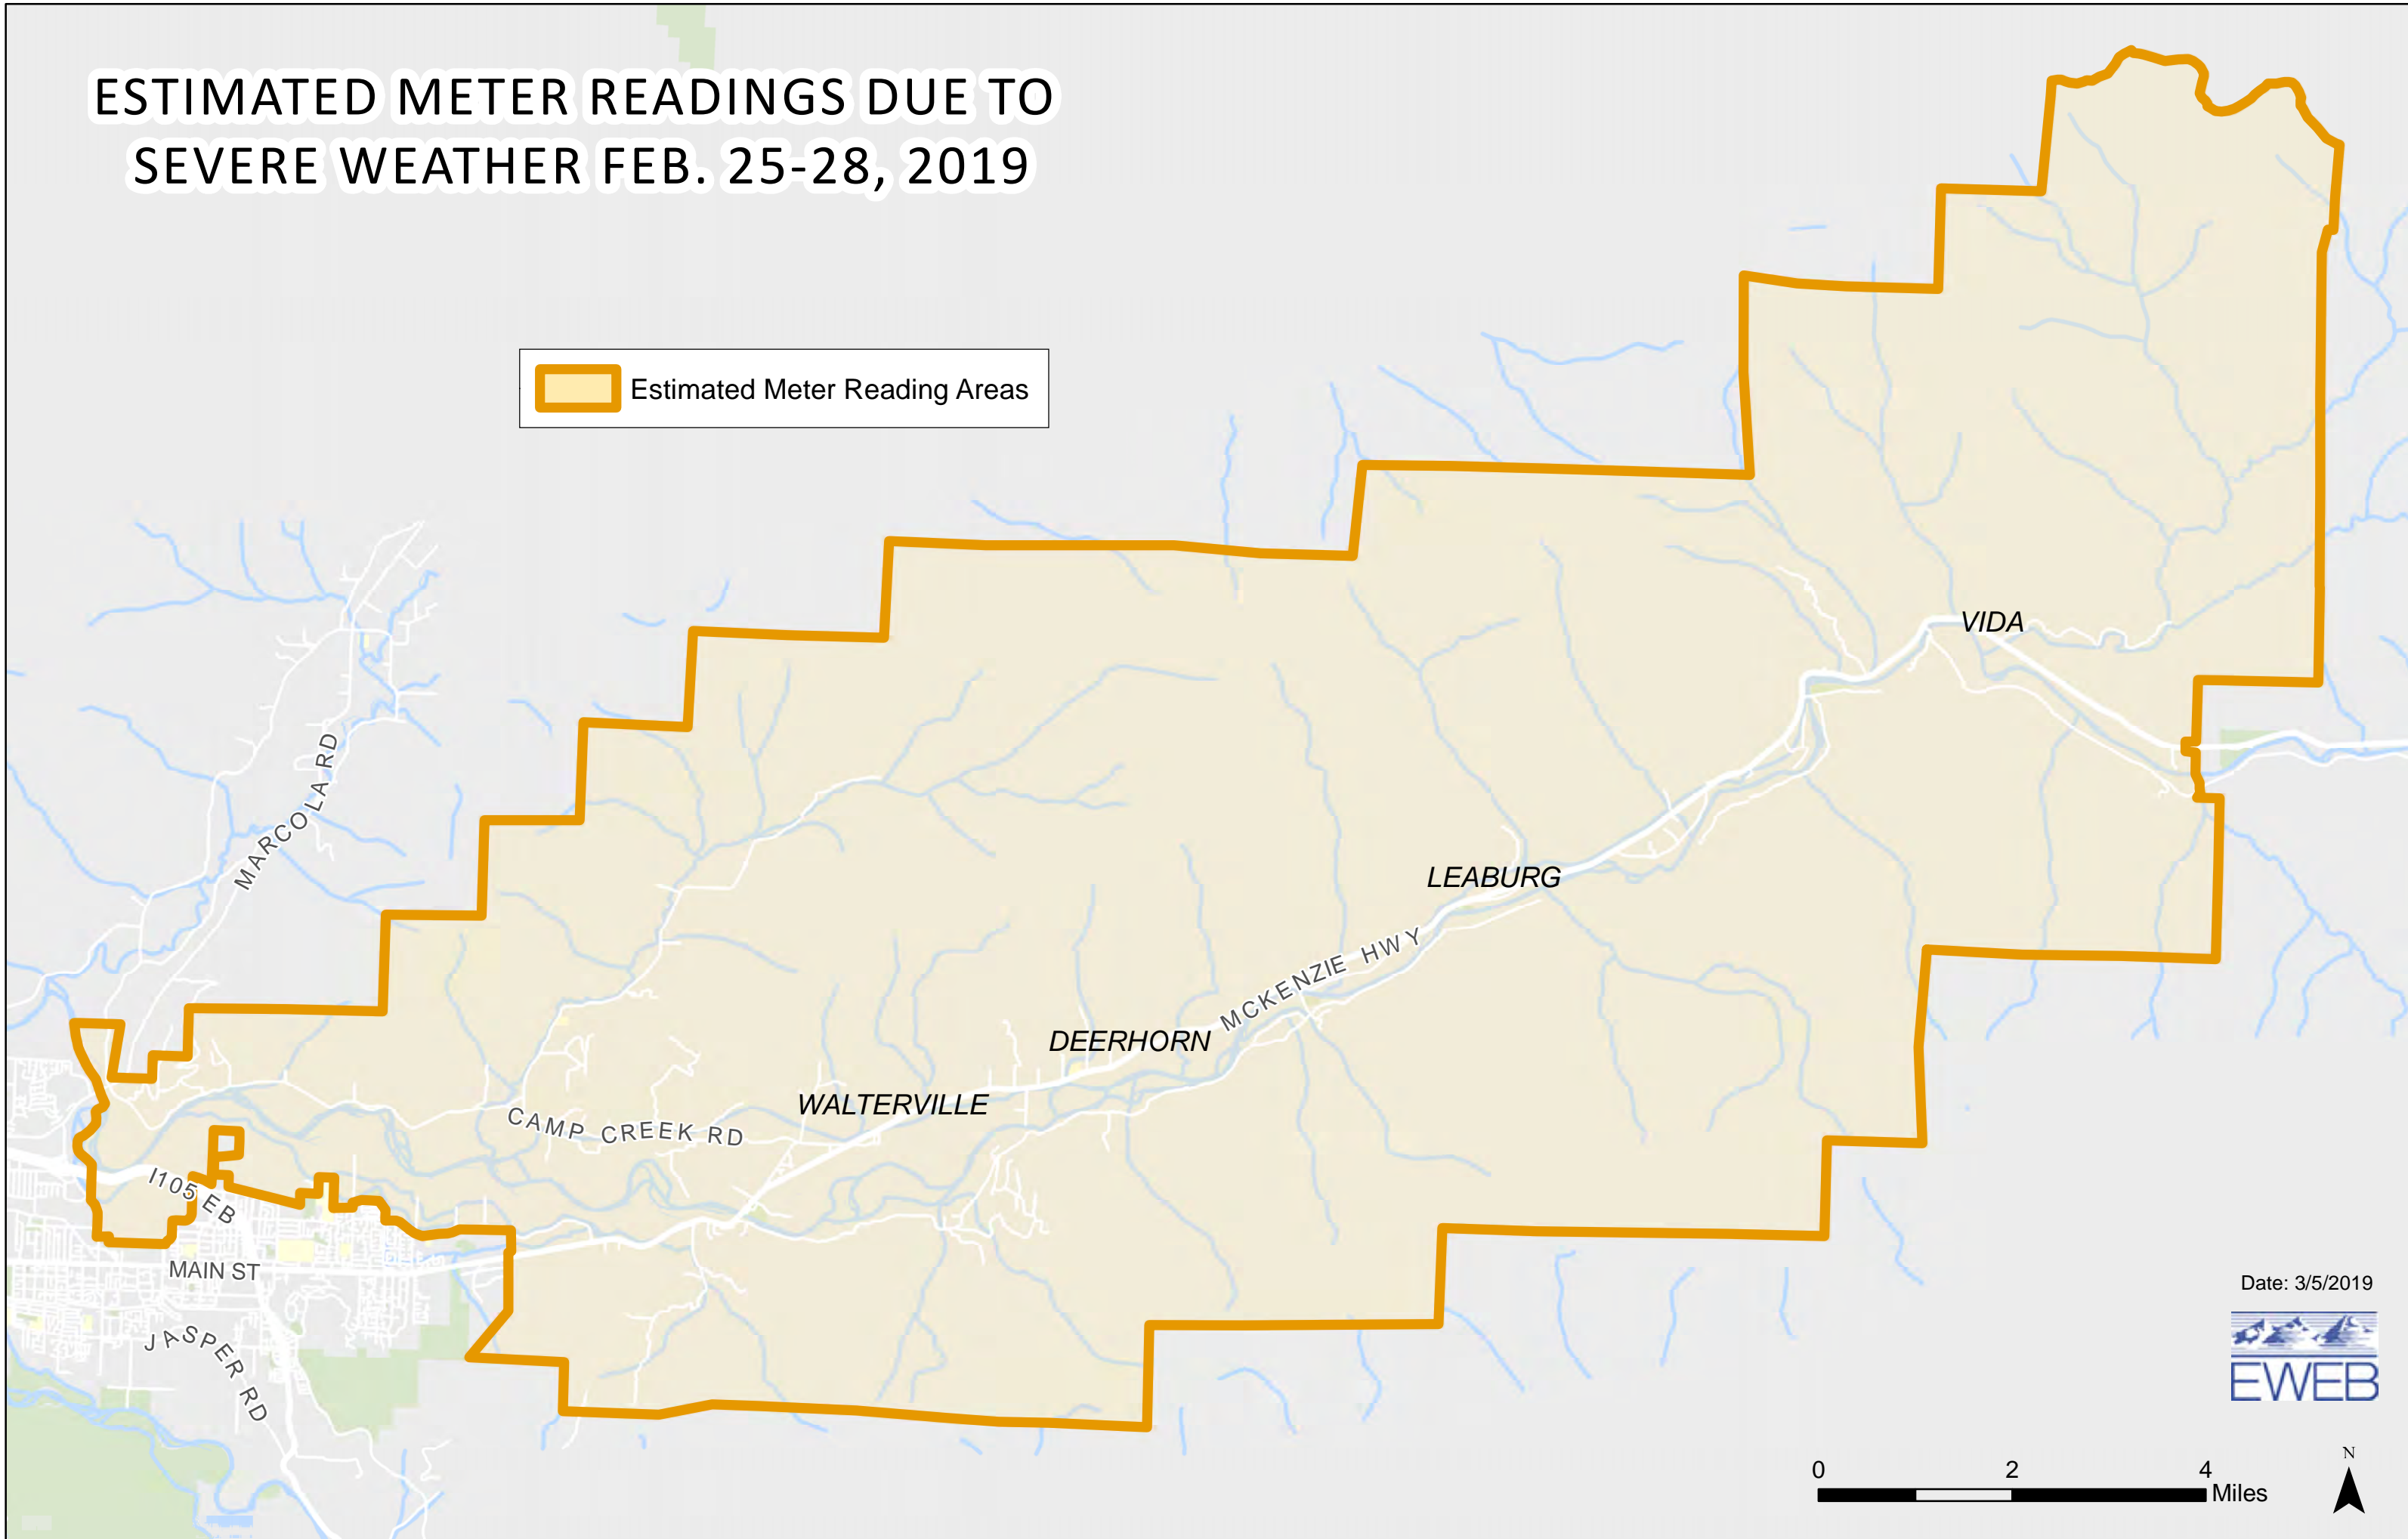 ESTIMATED METER READINGS DUE TO
SEVERE WEATHER FEB. 25-28, 2019
Estimated Meter Reading Areas
VIDA
MARCOLA RD
LEABURG
MCKENZIE HWY
DEERHORN
WALTERVILLE
CAMP CREEK RD
I105 EB
MAIN ST
JASPER RD
Date: 3/5/2019
EWEB
N
0 2 4
Miles